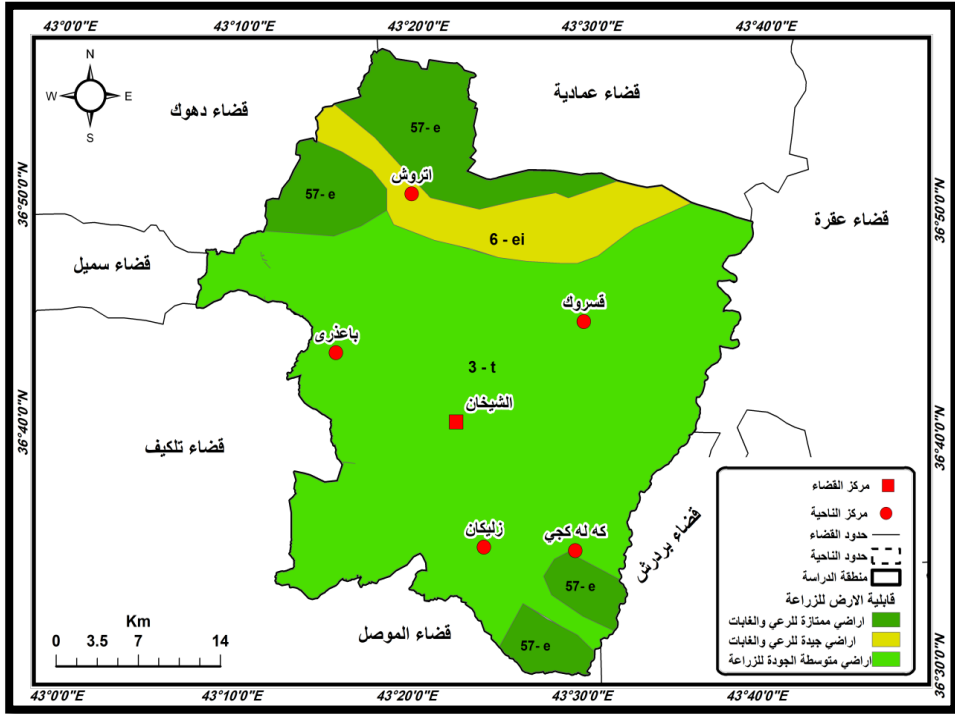 43°0'0"E 43°10'0"E 43°20'0"E 43°30'0"E 43°40'0"E
N
W E
S
قضاء دهوك
قضاء عمادية
57- e
اتروش
57- e
36°50'0"N
36°50'0"N
6 - ei
قضاء عقرة
قضاء سميل
قسروك
باعذرى
3 - t
الشيخان
36°40'0"N
36°40'0"N
قضاء تلكيف
زليكان
كه له كجي
قضاء بردرش
57- e
57- e
قضاء الموصل
Km
0 3.5 7 14
مركز القضاء
مركز الناحية
حدود القضاء
حدود الناحية
منطقة الدراسة
قابلية الارض للزراعة
اراضي ممتازة للرعي والغابات
اراضي جيدة للرعي والغابات
اراضي متوسطة الجودة للزراعة
36°30'0"N
43°0'0"E 43°10'0"E 43°20'0"E 43°30'0"E 43°40'0"E